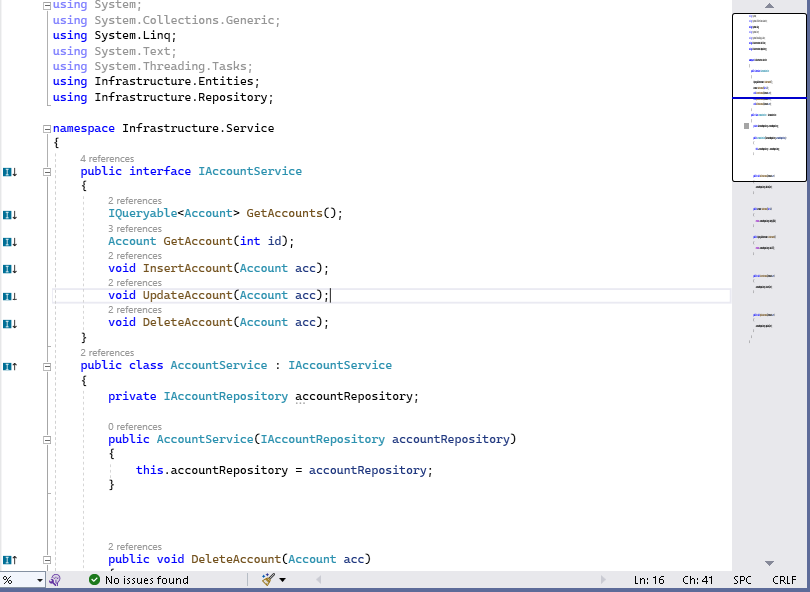 using System;
using System.Collections.Generic;
using System.Linq;
using System.Text;
using System.Threading.Tasks;
using Infrastructure.Entities;
using Infrastructure.Repository;
namespace Infrastructure.Service
{
4 references
public interface IAccountService
{
2 references
IQueryable<Account> GetAccounts();
3 references
Account GetAccount(int id);
2 references
void InsertAccount(Account acc);
2 references
void UpdateAccount(Account acc);
2 references
void DeleteAccount(Account acc);
}
2 references
public class AccountService : IAccountService
{
private IAccountRepository accountRepository;
0 references
public AccountService(IAccountRepository accountRepository)
{
this.accountRepository = accountRepository;
}
2 references
public void DeleteAccount(Account acc)
% No issues found Ln: 16 Ch: 41 SPC CRLF